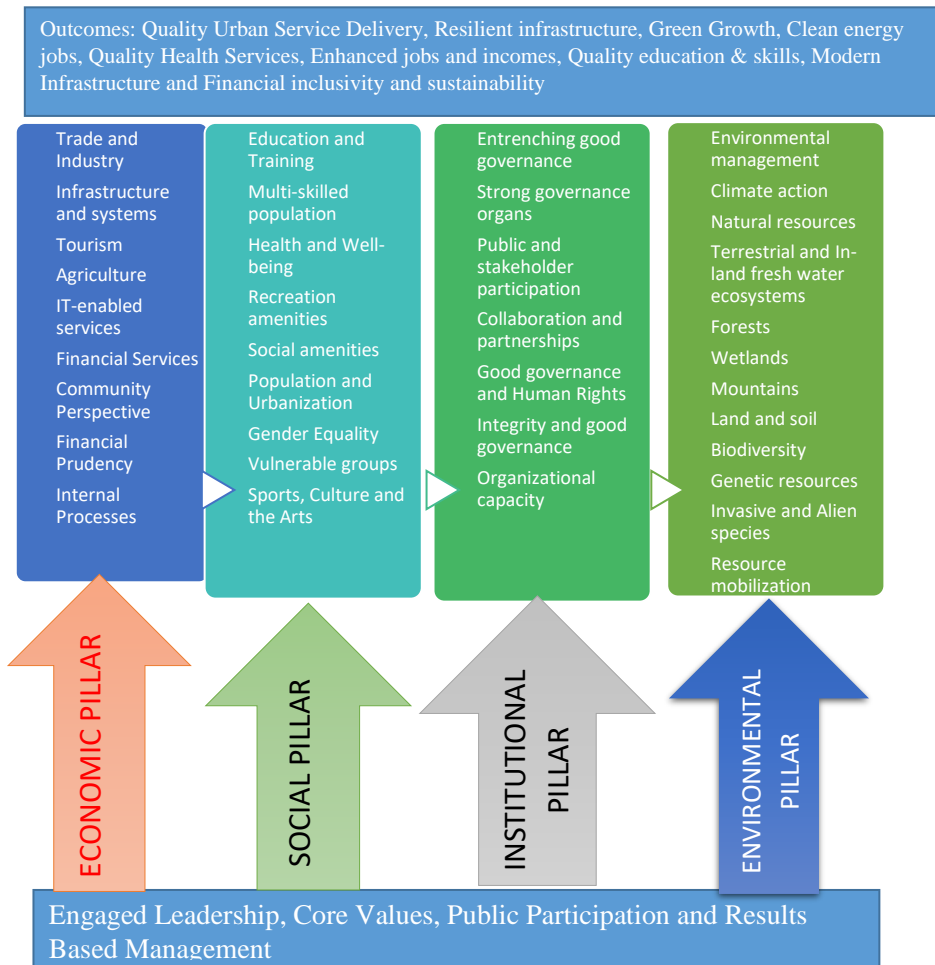 Outcomes: Quality Urban Service Delivery, Resilient infrastructure, Green Growth, Clean energy
jobs, Quality Health Services, Enhanced jobs and incomes, Quality education & skills, Modern
Infrastructure and Financial inclusivity and sustainability
Trade and
Industry
Infrastructure
and systems
Tourism
Agriculture
IT-enabled
services
Financial Services
Community
Perspective
Financial
Prudency
Internal
Processes
Education and
Training
Multi-skilled
population
Health and Well-
being
Recreation
amenities
Social amenities
Population and
Urbanization
Gender Equality
Vulnerable groups
Sports, Culture and
the Arts
Entrenching good
governance
Strong governance
organs
Public and
stakeholder
participation
Collaboration and
partnerships
Good governance
and Human Rights
Integrity and good
governance
Organizational
capacity
Environmental
management
Climate action
Natural resources
Terrestrial and In-
land fresh water
ecosystems
Forests
Wetlands
Mountains
Land and soil
Biodiversity
Genetic resources
Invasive and Alien
species
Resource
mobilization
ECONOMIC PILLAR
SOCIAL PILLAR
INSTITUTIONAL
PILLAR
ENVIRONMENTAL
PILLAR
Engaged Leadership, Core Values, Public Participation and Results
Based Management